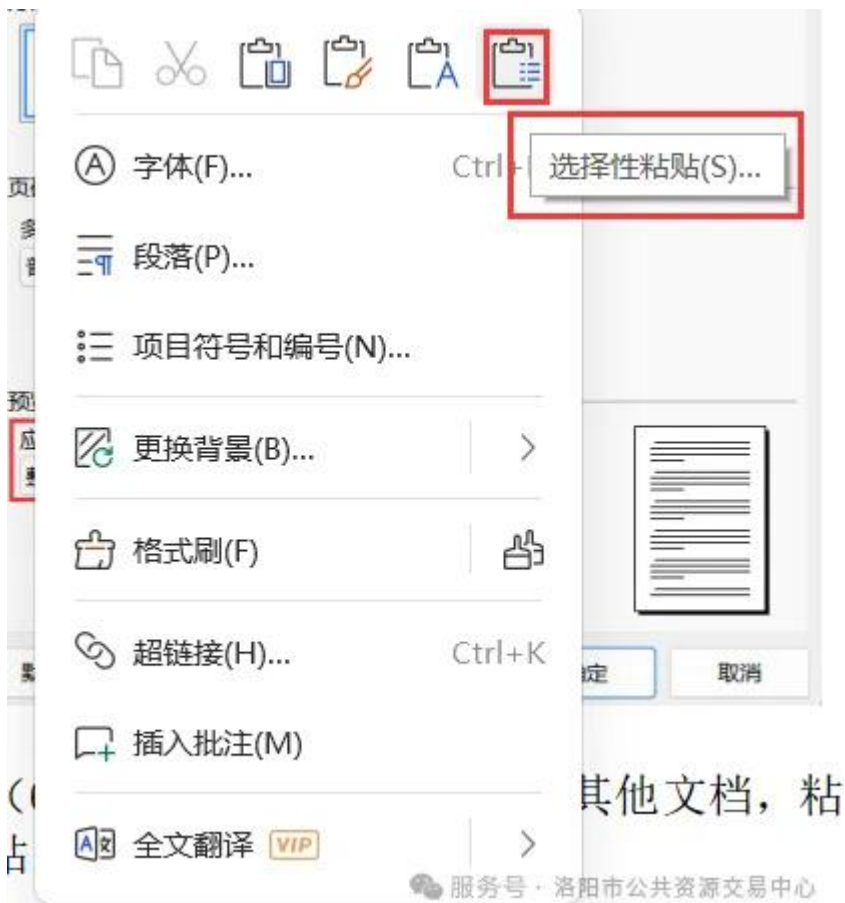 字体(F)...
Ctrl+
选择性粘贴(S)...
段落(P)...
项目符号和编号(N)...
更换背景(B)...
格式刷(F)
超链接(H)...
Ctrl+K
取消
插入批注(M)
其他文档，粘
全文翻译 VIP
服务号 · 洛阳市公共资源交易中心